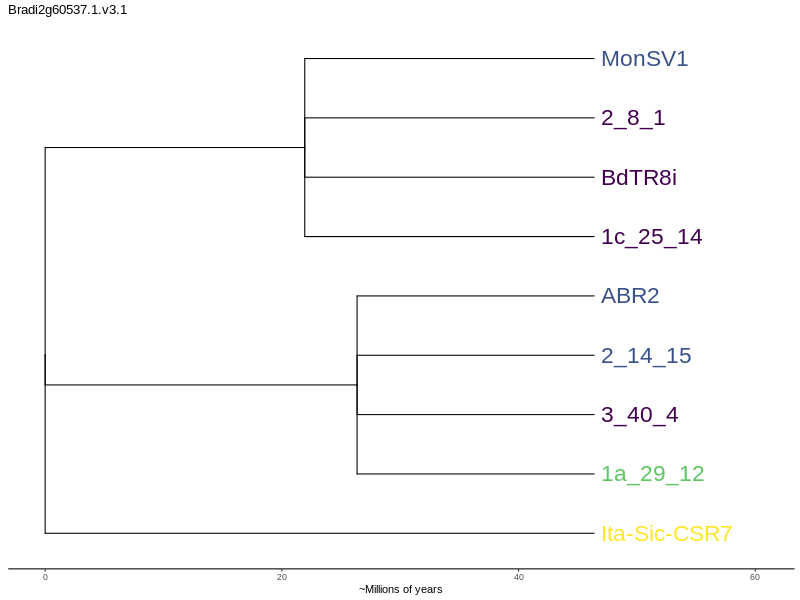 Bradi2g60537.1.v3.1
MonSV1
2_8_1
BdTR8i
1c_25_14
ABR2
2_14_15
3_40_4
1a_29_12
Ita-Sic-CSR7
0 20 40 60
~Millions of years